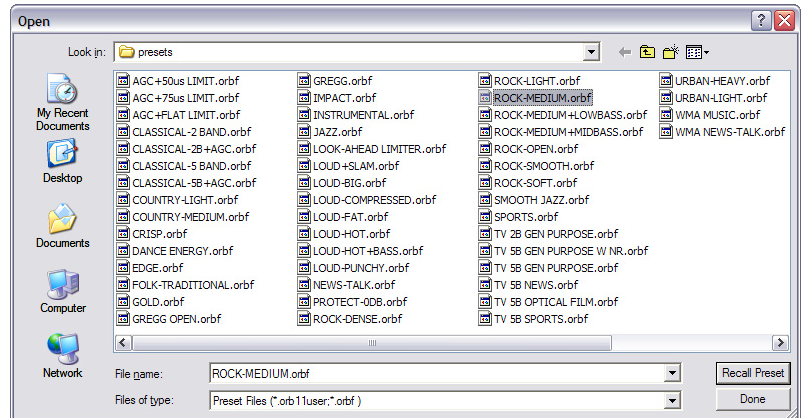 Open
Look in: presets
My Recent Documents
Desktop
Documents
Computer
Network
AGC+50us LIMIT.orbf
AGC+75us LIMIT.orbf
AGC+FLAT LIMIT.orbf
CLASSICAL-2 BAND.orbf
CLASSICAL-2B+AGC.orbf
CLASSICAL-5 BAND.orbf
CLASSICAL-5B+AGC.orbf
COUNTRY-LIGHT.orbf
COUNTRY-MEDIUM.orbf
CRISP.orbf
DANCE ENERGY.orbf
EDGE.orbf
FOLK-TRADITIONAL.orbf
GOLD.orbf
GREGG OPEN.orbf
GREGG.orbf
IMPACT.orbf
INSTRUMENTAL.orbf
JAZZ.orbf
LOOK-AHEAD LIMITER.orbf
LOUD+SLAM.orbf
LOUD-BIG.orbf
LOUD-COMPRESSED.orbf
LOUD-FAT.orbf
LOUD-HOT.orbf
LOUD-HOT+BASS.orbf
LOUD-PUNCHY.orbf
NEWS-TALK.orbf
PROTECT-0DB.orbf
ROCK-DENSE.orbf
ROCK-LIGHT.orbf
ROCK-MEDIUM.orbf
ROCK-MEDIUM+LOWBASS.orbf
ROCK-MEDIUM+MIDBASS.orbf
ROCK-OPEN.orbf
ROCK-SMOOTH.orbf
ROCK-SOFT.orbf
SMOOTH JAZZ.orbf
SPORTS.orbf
TV 2B GEN PURPOSE.orbf
TV 5B GEN PURPOSE W NR.orbf
TV 5B GEN PURPOSE.orbf
TV 5B NEWS.orbf
TV 5B OPTICAL FILM.orbf
TV 5B SPORTS.orbf
URBAN-HEAVY.orbf
URBAN-LIGHT.orbf
WMA MUSIC.orbf
WMA NEWS-TALK.orbf
File name: ROCK-MEDIUM.orbf
Recall Preset
Files of type: Preset Files (*.orb11user;*.orbf )
Done